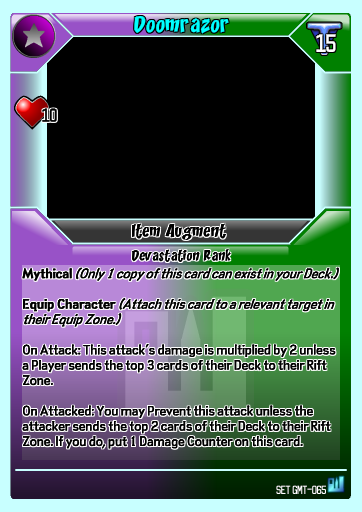 Doomrazor
15
10
Item Augment
Devastation Rank
Mythical (Only 1 copy of this card can exist in your Deck.)
Equip Character (Attach this card to a relevant target in
their Equip Zone.)
On Attack: This attack's damage is multiplied by 2 unless
a Player sends the top 3 cards of their Deck to their Rift
Zone.
On Attacked: You may Prevent this attack unless the
attacker sends the top 2 cards of their Deck to their Rift
Zone. If you do, put 1 Damage Counter on this card.
SET GMT-065